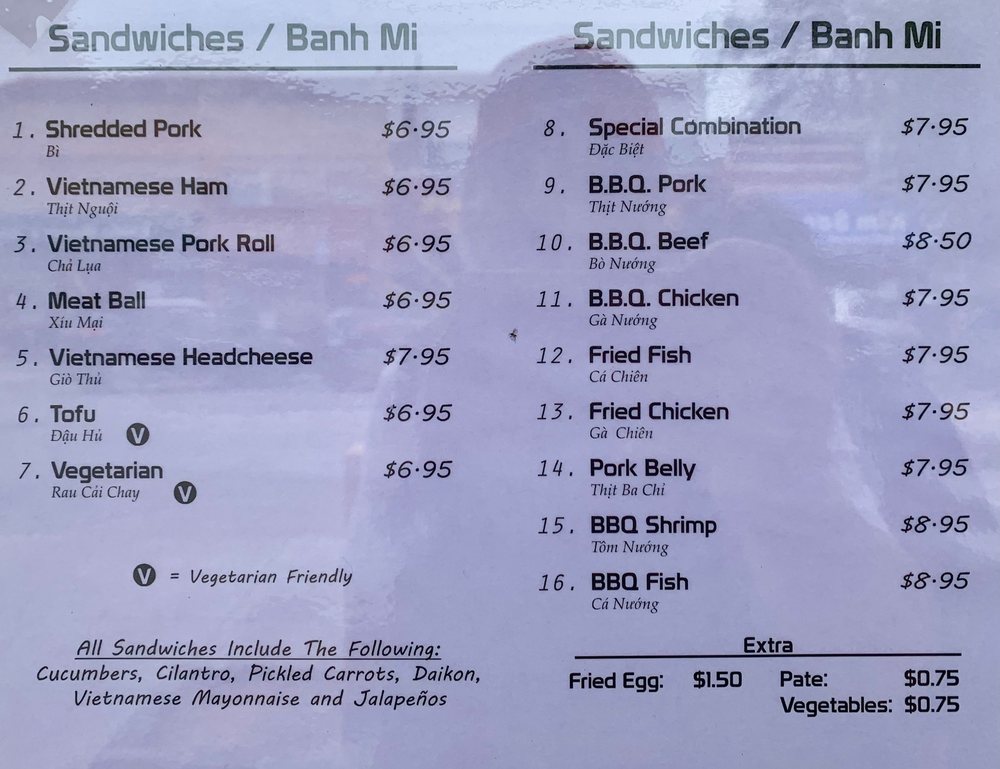 Sandwiches / Banh Mi
1. Shredded Pork $6.95
Bì
2. Vietnamese Ham $6.95
Thịt Nguội
3. Vietnamese Pork Roll $6.95
Chả Lụa
4. Meat Ball $6.95
Xíu Mại
5. Vietnamese Headcheese $7.95
Giò Thủ
6. Tofu $6.95
Đậu Hủ V
7. Vegetarian $6.95
Rau Cải Chay V
V = Vegetarian Friendly
All Sandwiches Include The Following:
Cucumbers, Cilantro, Pickled Carrots, Daikon,
Vietnamese Mayonnaise and Jalapeños
Sandwiches / Banh Mi
8. Special Combination $7.95
Đặc Biệt
9. B.B.Q. Pork $7.95
Thịt Nướng
10. B.B.Q. Beef $8.50
Bò Nướng
11. B.B.Q. Chicken $7.95
Gà Nướng
12. Fried Fish $7.95
Cá Chiên
13. Fried Chicken $7.95
Gà Chiên
14. Pork Belly $7.95
Thịt Ba Chỉ
15. BBQ Shrimp $8.95
Tôm Nướng
16. BBQ Fish $8.95
Cá Nướng
Extra
Fried Egg: $1.50 Pate: $0.75
Vegetables: $0.75